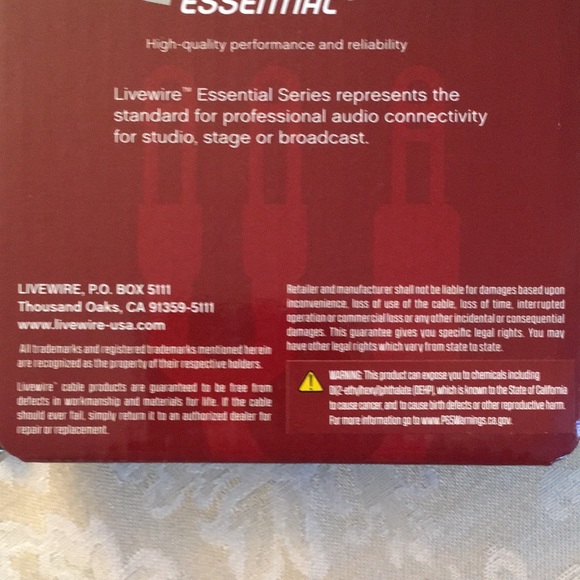 ESSENTIAL
High-quality performance and reliability
Livewire™ Essential Series represents the
standard for professional audio connectivity
for studio, stage or broadcast.
LIVEWIRE, P.O. BOX 5111
Thousand Oaks, CA 91359-5111
www.livewire-usa.com
All trademarks and registered trademarks mentioned herein
are recognized as the property of their respective holders.
Livewire™ cable products are guaranteed to be free from
defects in workmanship and materials for life. If the cable
should ever fail, simply return it to an authorized dealer for
repair or replacement.
Retailer and manufacturer shall not be liable for damages based upon
inconvenience, loss of use of the cable, loss of time, interrupted
operation or commercial loss or any other incidental or consequential
damages. This guarantee gives you specific legal rights. You may
have other legal rights which vary from state to state.
WARNING: This product can expose you to chemicals including
Di(2-ethylhexyl)phthalate (DEHP), which is known to the State of California
to cause cancer, and to cause birth defects or other reproductive harm.
For more information go to www.P65Warnings.ca.gov.